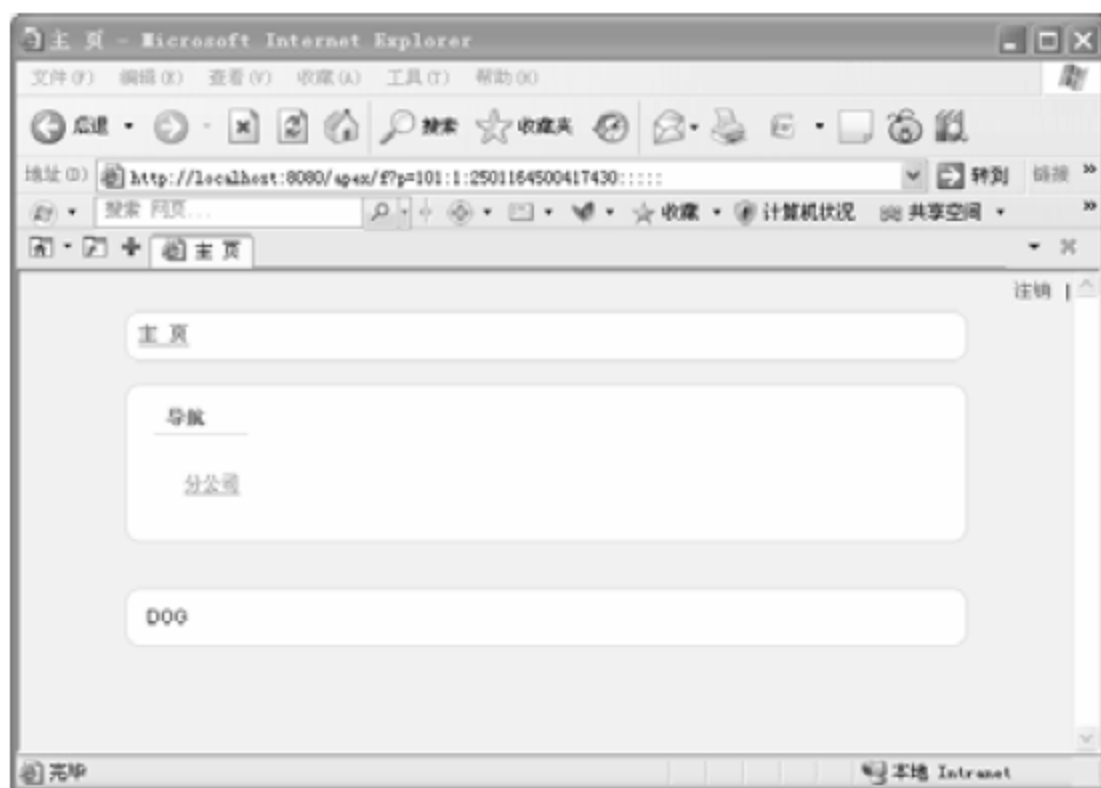 主 页 - Microsoft Internet Explorer
文件(F) 编辑(E) 查看(V) 收藏(A) 工具(T) 帮助(H)
后退 搜索 收藏夹
地址(D) http://localhost:8080/apex/f?p=101:1:2501164500417430::::: 转到 链接 »
搜索 网页... 收藏 计算机状况 共享空间 »
主 页
注销 |
主 页
导航
分公司
DOG
完毕 本地 Intranet